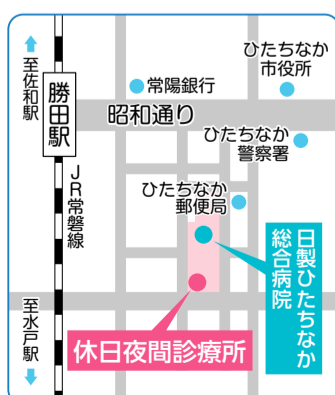 至佐和駅
勝田駅
JR常磐線
至水戸駅
常陽銀行
昭和通り
ひたちなか
市役所
ひたちなか
警察署
ひたちなか
郵便局
日製ひたちなか
総合病院
休日夜間診療所